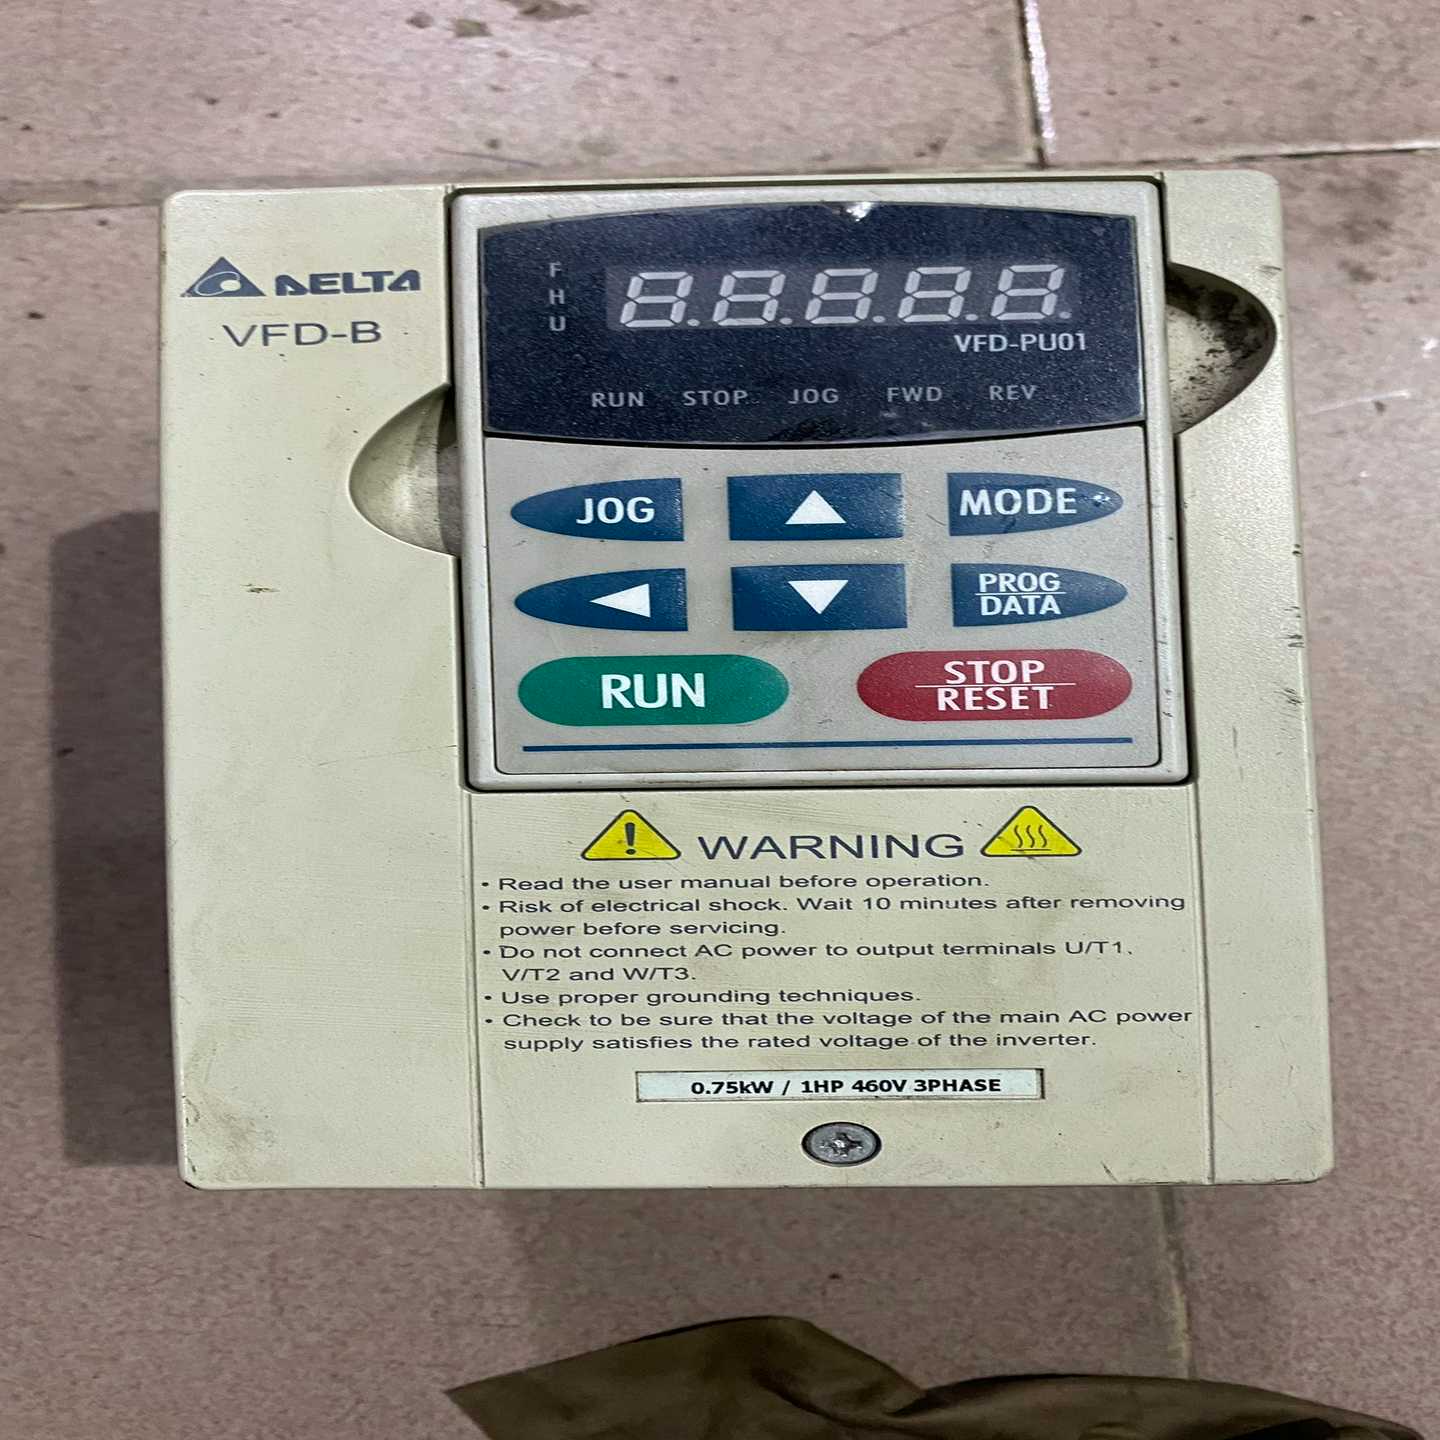 DELTA
VFD-B
F
H
U
8.8.8.8.8.
VFD-PU01
RUN STOP JOG FWD REV
JOG
MODE
PROG
DATA
RUN
STOP
RESET
WARNING
• Read the user manual before operation.
• Risk of electrical shock. Wait 10 minutes after removing
power before servicing.
• Do not connect AC power to output terminals U/T1,
V/T2 and W/T3.
• Use proper grounding techniques.
• Check to be sure that the voltage of the main AC power
supply satisfies the rated voltage of the inverter.
0.75kW / 1HP 460V 3PHASE